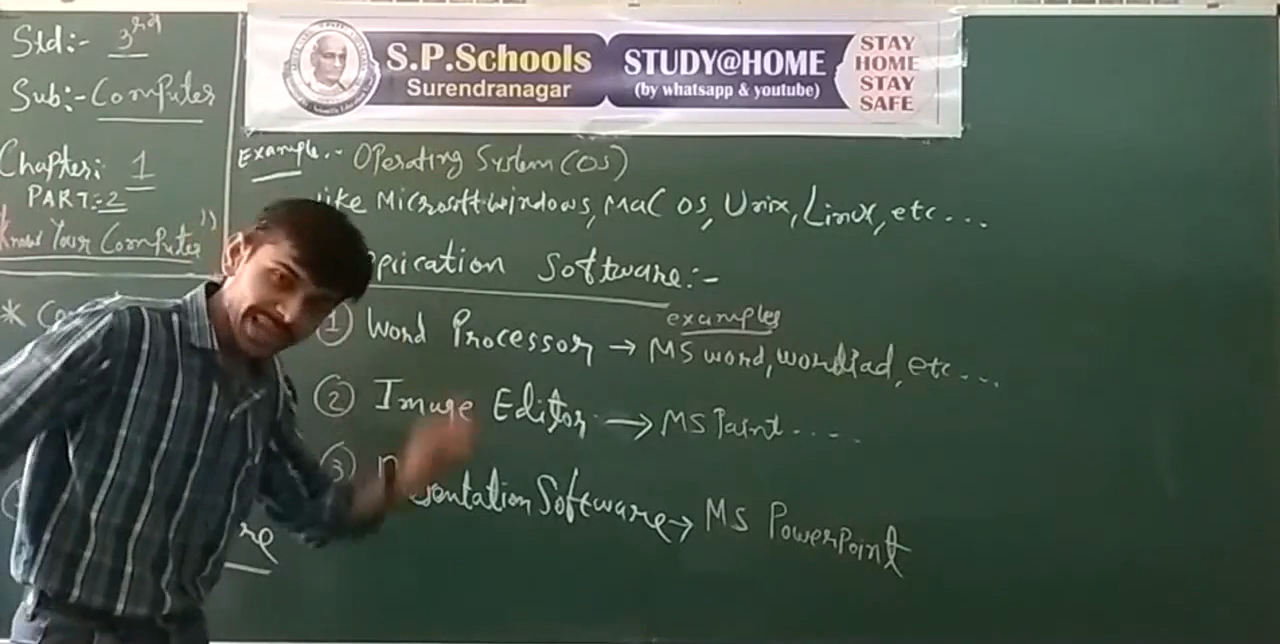 Std:- 3rd
Sub:- Computer
Chapter: 1
PART:-2
Know Your Computer"
S.P.Schools
Surendranagar
STUDY@HOME
(by whatsapp & youtube)
STAY
HOME
STAY
SAFE
Example:- Operating System (OS)
like Microsoft windows, Mac OS, Unix, Linux, etc...
Software:-
examples
① Word Processor → MS word, wordPad, etc...
② Image Editor → MS Paint....
③ Software → MS PowerPoint